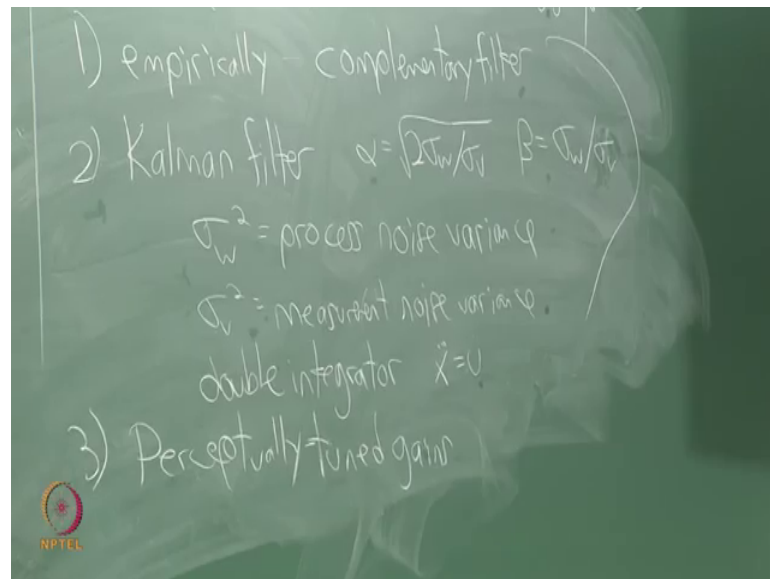 1) empirically - complementary filter
2) Kalman filter α=√2σw/σv β=σw/σv
σw² = process noise variance
σv² = measurement noise variance
double integrator ẍ=u
3) Perceptually-tuned gains
NPTEL